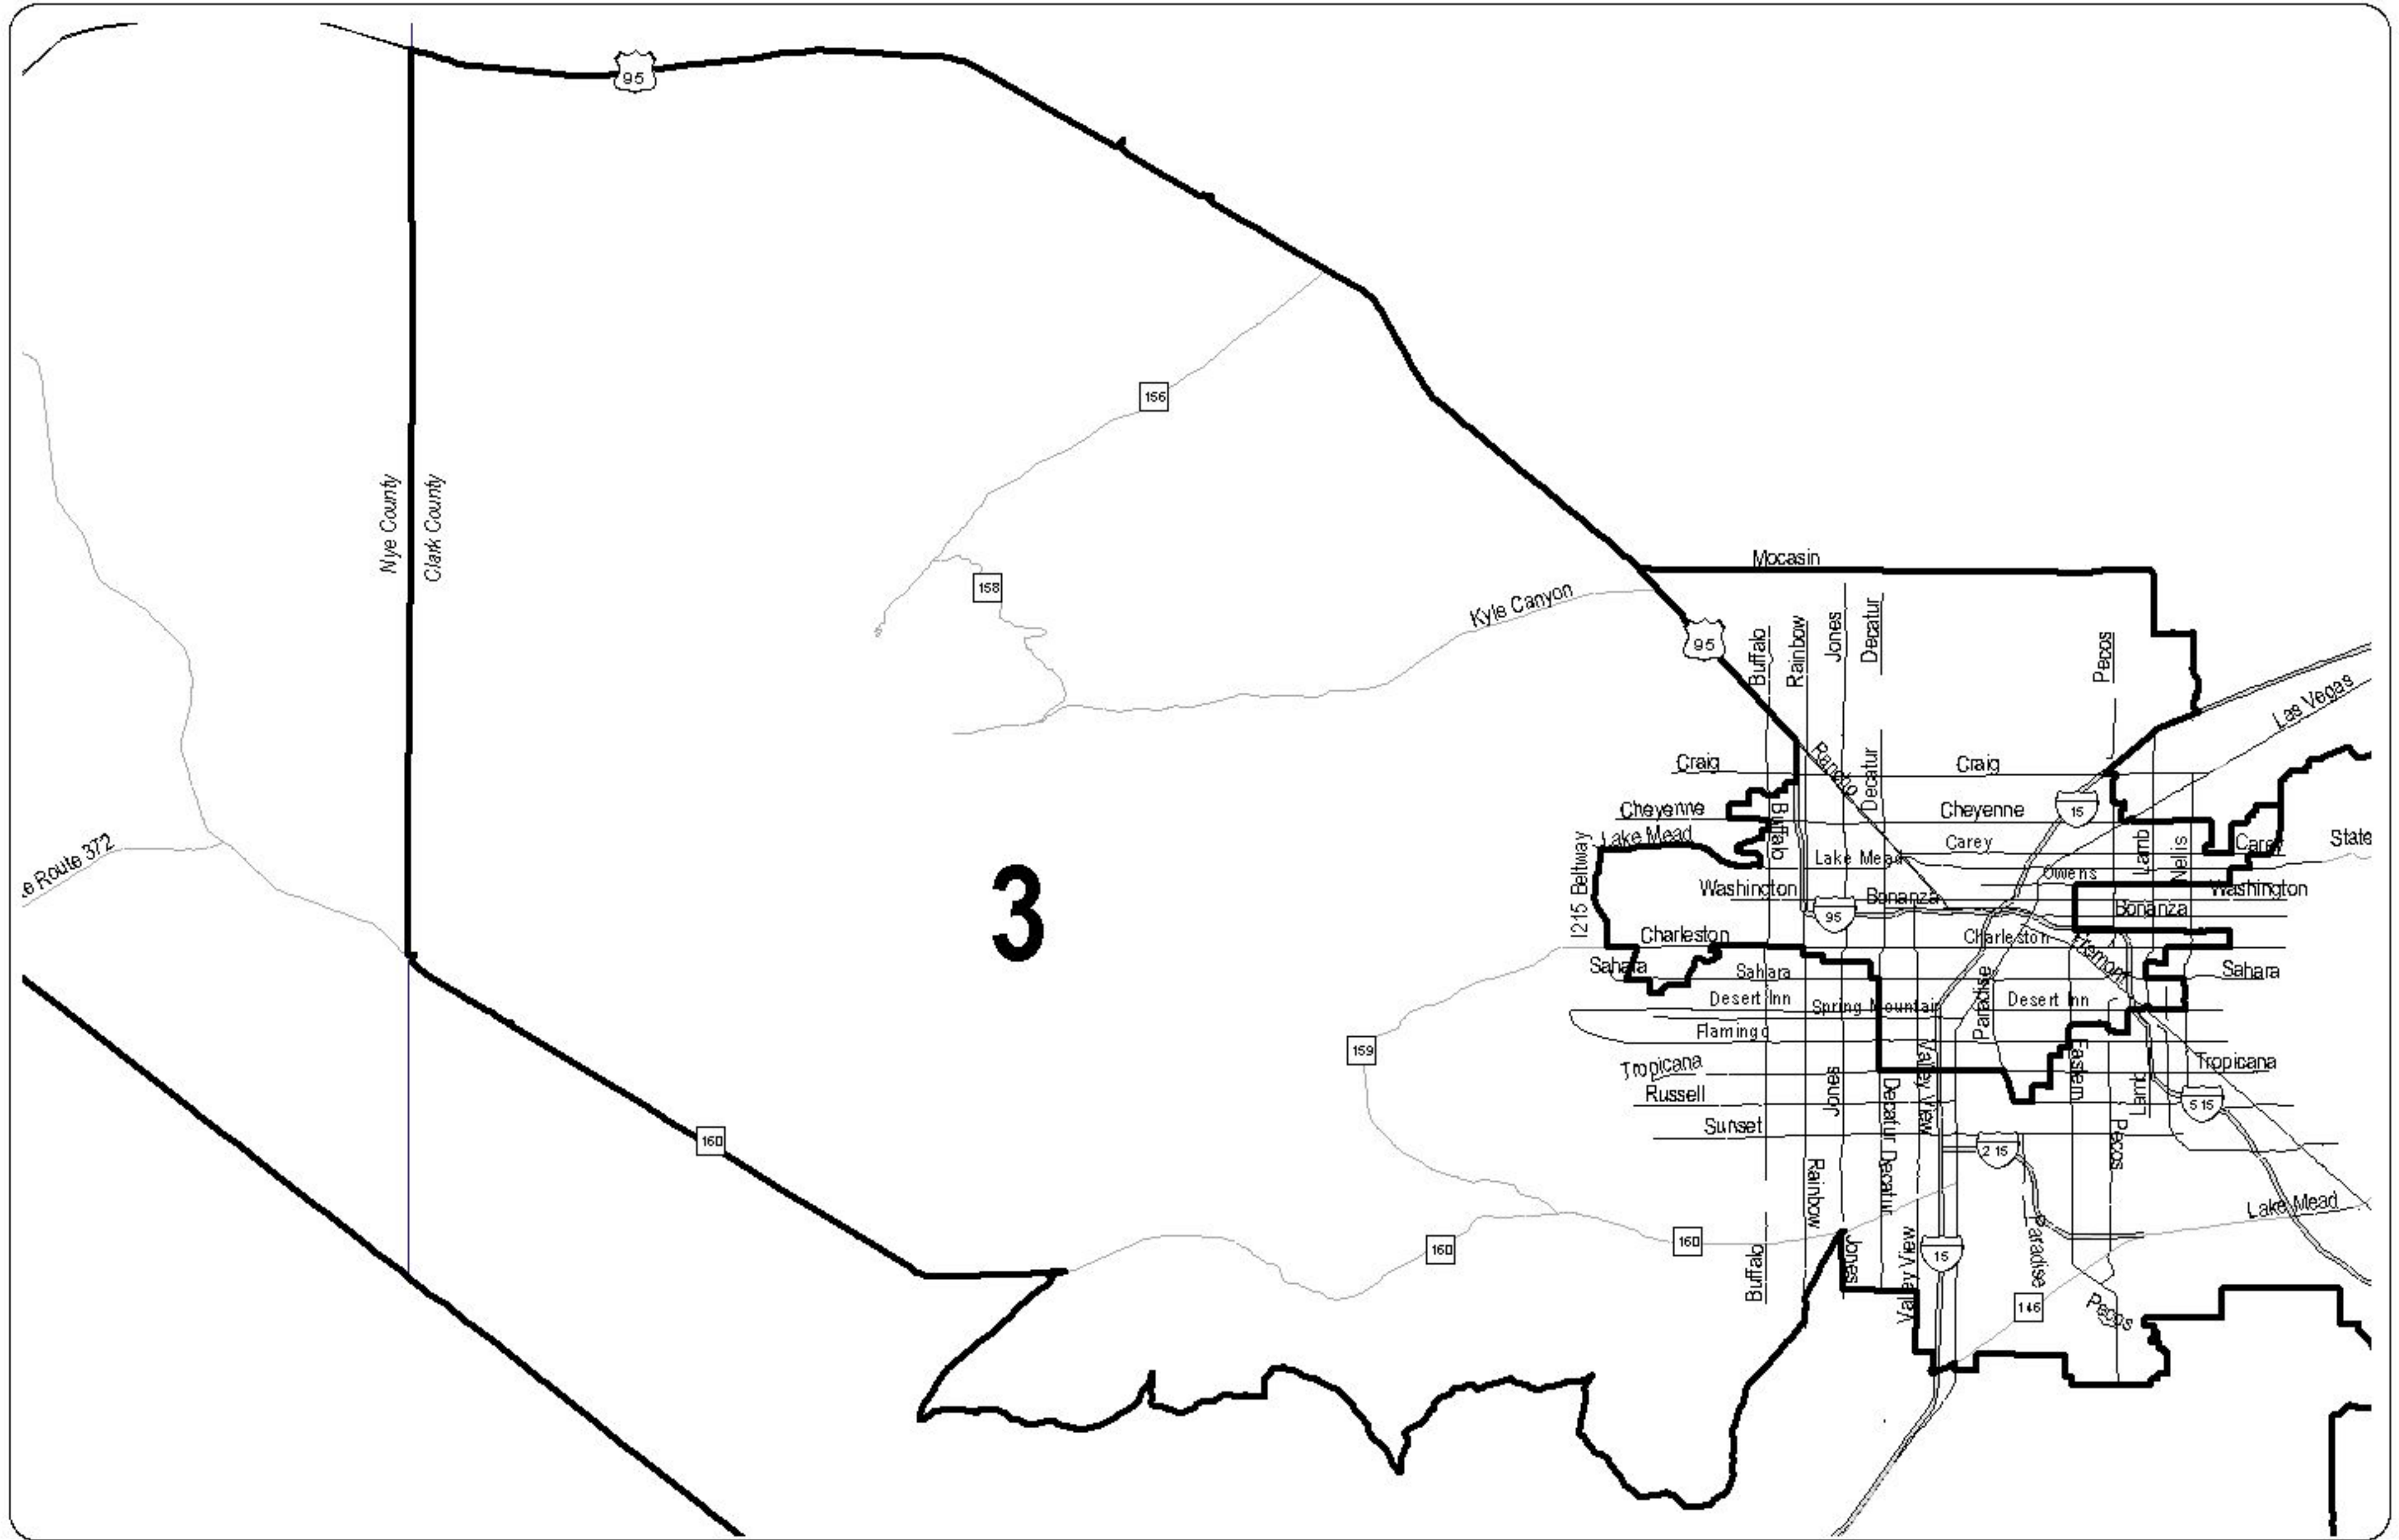 95
Nye County
Clark County
156
158
Kyle Canyon
Mocasin
95
Buffalo
Rainbow
Jones
Decatur
Pecos
Las Vegas
Craig
Rancho
Decatur
Craig
15
Cheyenne
Buffalo
Cheyenne
Lake Mead
Lake Mead
Carey
Lamb
Nellis
Carey
State
e Route 372
3
I215 Beltway
Washington
Bonanza
Owens
Washington
95
Bonanza
Charleston
Charleston
Fremont
Sahara
Sahara
Sahara
Desert Inn
Spring Mountain
Paradise
Desert Inn
Flamingo
159
Tropicana
Valley View
Eastern
Tropicana
Russell
Jones
Decatur
Lamb
515
Sunset
160
215
Pecos
Rainbow
Decatur
Lake Mead
160
160
Buffalo
Jones
Valley View
15
Paradise
146
Pecos